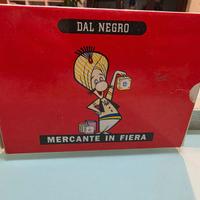 DAL NEGRO
MERCANTE IN FIERA